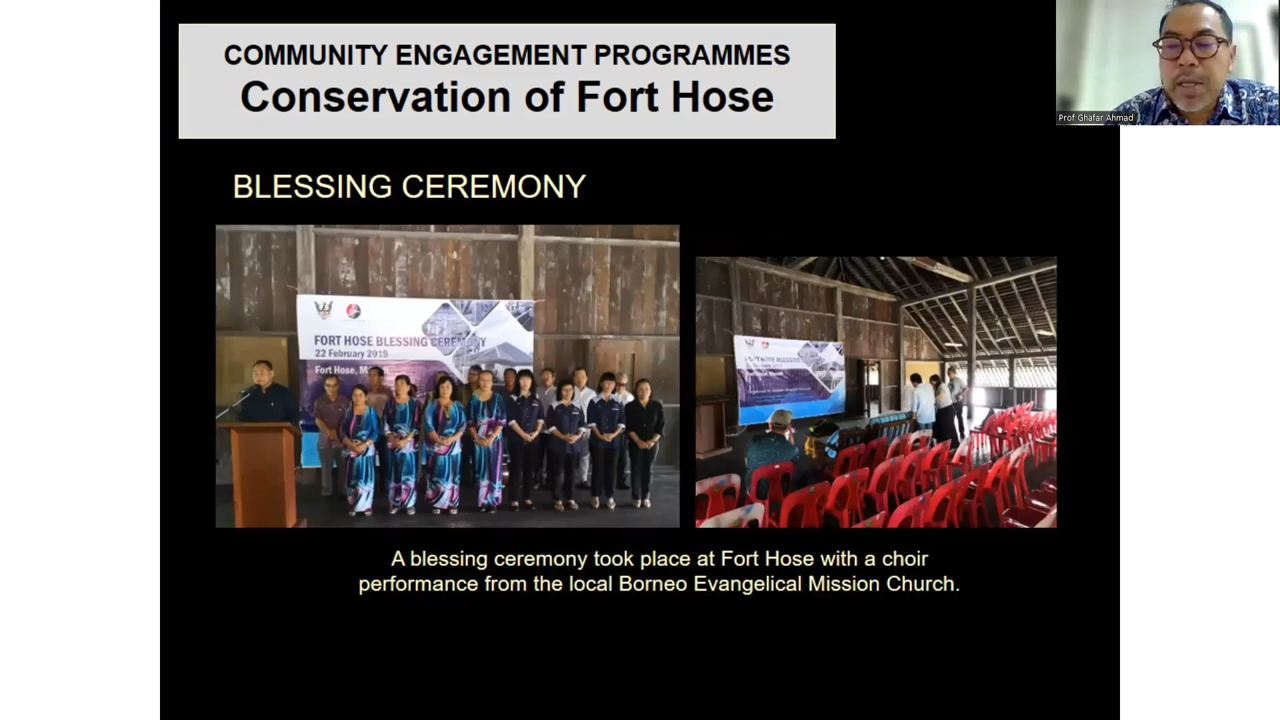 COMMUNITY ENGAGEMENT PROGRAMMES
Conservation of Fort Hose
Prof Ghafar Ahmad
BLESSING CEREMONY
FORT HOSE BLESSING CEREMONY
22 February 2019
Fort Hose,
FORT HOSE
A blessing ceremony took place at Fort Hose with a choir
performance from the local Borneo Evangelical Mission Church.